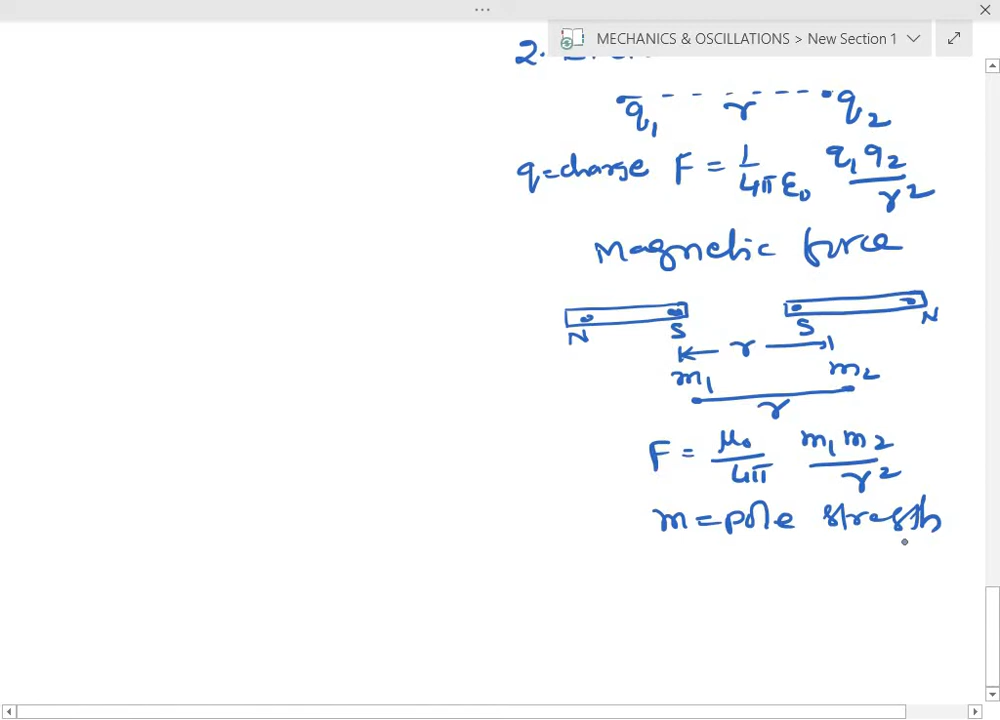 MECHANICS & OSCILLATIONS > New Section 1
2.
q₁ r q₂
q=charge F = 1/4πε₀ q₁q₂/r²
Magnetic force
N S S N
r
m₁ m₂
r
F = μ₀/4π m₁m₂/r²
m = pole